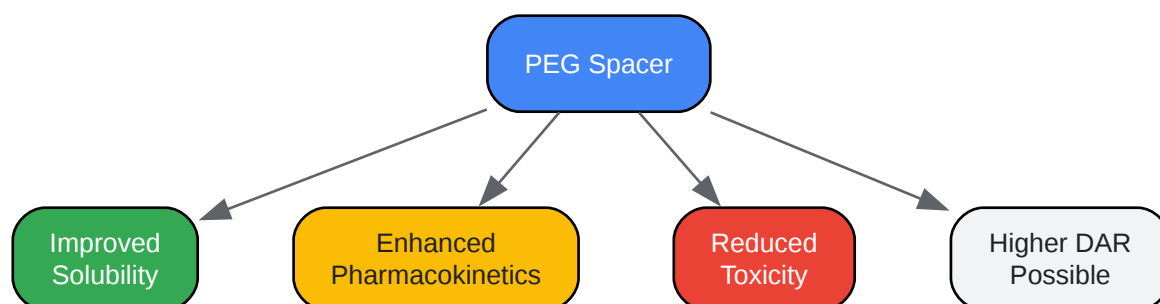 PEG Spacer
Improved
Solubility
Enhanced
Pharmacokinetics
Reduced
Toxicity
Higher DAR
Possible